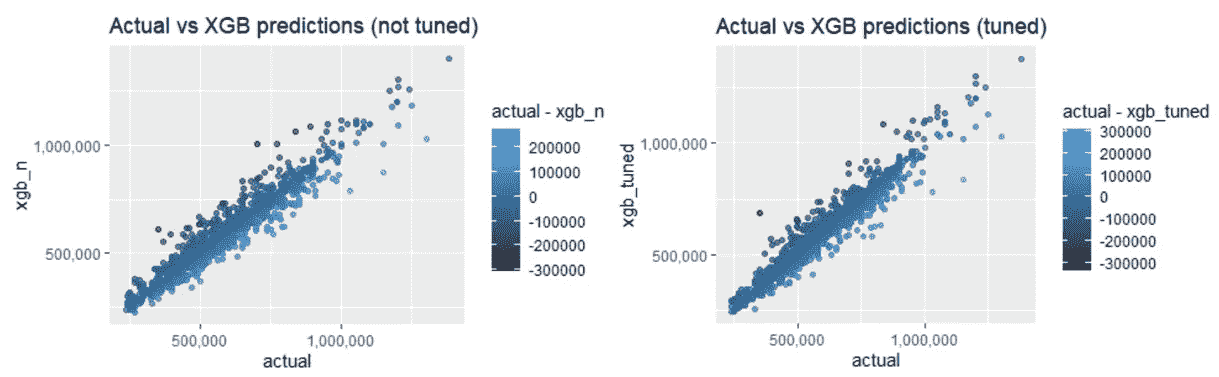 Actual vs XGB predictions (not tuned)
xgb_n
1,000,000
500,000
500,000 1,000,000
actual
actual - xgb_n
200000
100000
0
-100000
-200000
-300000
Actual vs XGB predictions (tuned)
xgb_tuned
1,000,000
500,000
500,000 1,000,000
actual
actual - xgb_tuned
300000
200000
100000
0
-100000
-200000
-300000